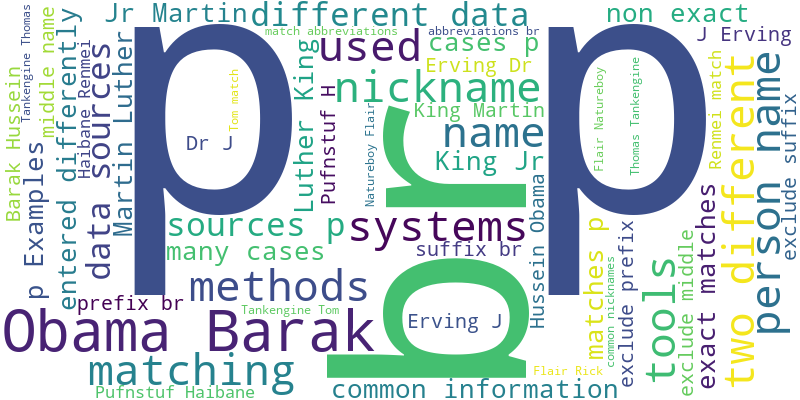 Jr Martin
different data
non exact
match abbreviations
abbreviations br
J Erving
used
cases p
Erving Dr
nickname
King Martin
name
King Jr
p
p
br
Dr J
sources p
systems
many cases
suffix br
methods
prefix br
Tankengine Tom
Obama Barak
Erving J
matching
Flair Rick
Pufnstuf Haibane
common information
Barak Hussein
Tankengine Thomas
middle name
p Examples
entered differently
Haibane Renmei
data sources
Martin Luther
Tom match
Luther King
Pufnstuf H
Natureboy Flair
Hussein Obama
Flair Natureboy
Thomas Tankengine
matches p
common nicknames
exclude prefix
tools
exclude middle
exact matches
Renmei match
two different
person name
exclude suffix